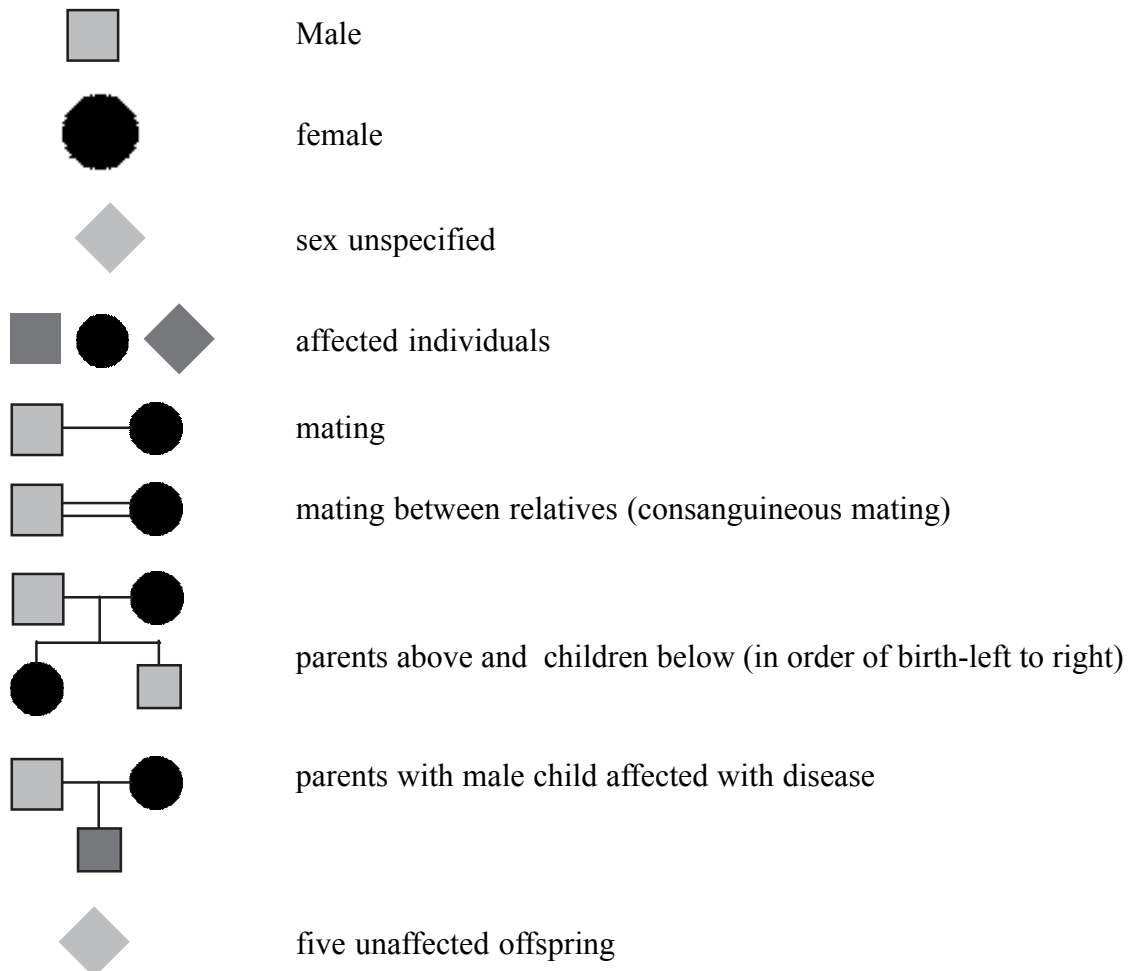 Male
female
sex unspecified
affected individuals
mating
mating between relatives (consanguineous mating)
parents above and children below (in order of birth-left to right)
parents with male child affected with disease
five unaffected offspring